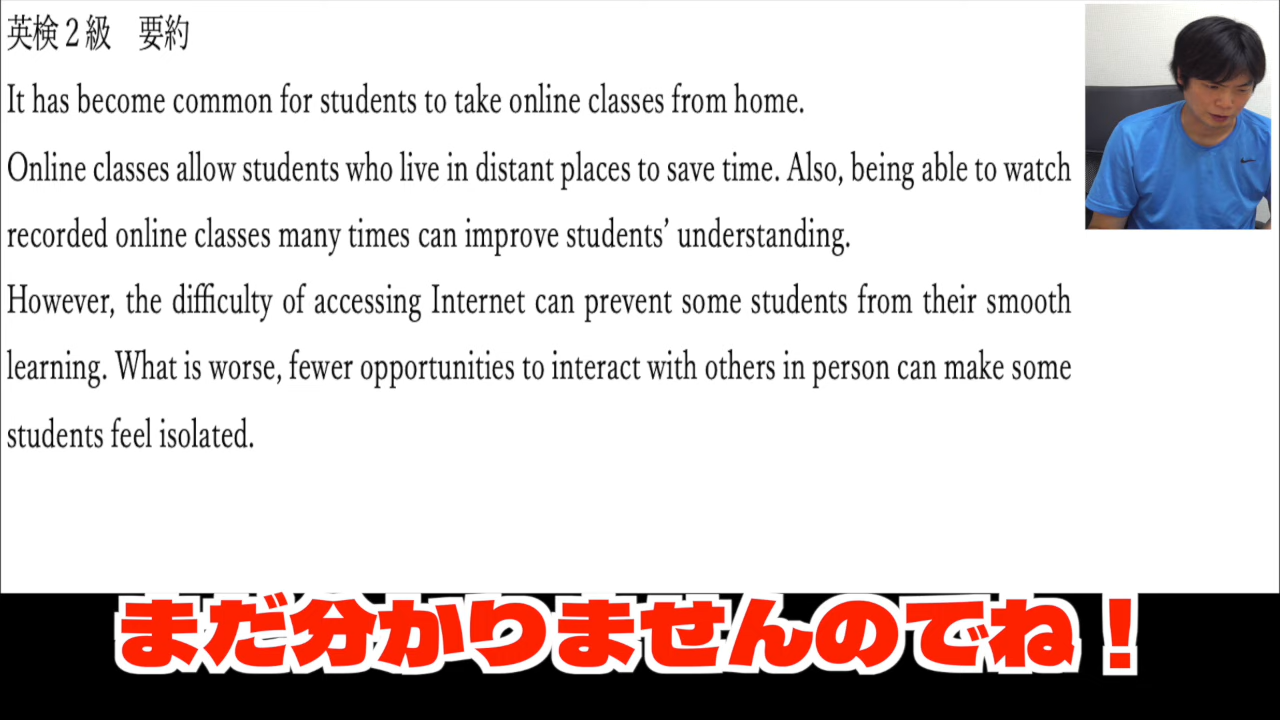 英検２級　要約
It has become common for students to take online classes from home.
Online classes allow students who live in distant places to save time. Also, being able to watch
recorded online classes many times can improve students’ understanding.
However, the difficulty of accessing Internet can prevent some students from their smooth
learning. What is worse, fewer opportunities to interact with others in person can make some
students feel isolated.
まだ分かりませんのでね！